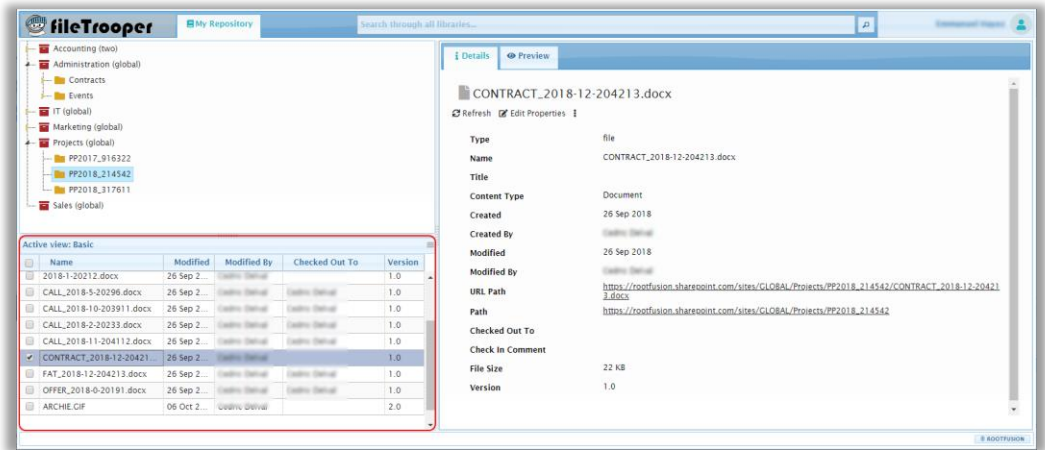 fileTrooper
My Repository
Search through all libraries...
Accounting (two)
Administration (global)
Contracts
Events
IT (global)
Marketing (global)
Projects (global)
PP2017_916322
PP2018_214542
PP2018_317611
Sales (global)
Active view: Basic
Name Modified Modified By Checked Out To Version
2018-1-20212.docx 26 Sep 2... 1.0
CALL_2018-5-20296.docx 26 Sep 2... 1.0
CALL_2018-10-203911.docx 26 Sep 2... 1.0
CALL_2018-2-20233.docx 26 Sep 2... 1.0
CALL_2018-11-204112.docx 26 Sep 2... 1.0
CONTRACT_2018-12-20421... 26 Sep 2... 1.0
FAT_2018-12-204213.docx 26 Sep 2... 1.0
OFFER_2018-0-20191.docx 26 Sep 2... 1.0
ARCHIE.GIF 06 Oct 2... 2.0
Details Preview
CONTRACT_2018-12-204213.docx
Refresh Edit Properties
Type file
Name CONTRACT_2018-12-204213.docx
Title
Content Type Document
Created 26 Sep 2018
Created By
Modified 26 Sep 2018
Modified By
URL Path https://rootfusion.sharepoint.com/sites/GLOBAL/Projects/PP2018_214542/CONTRACT_2018-12-20421
3.docx
Path https://rootfusion.sharepoint.com/sites/GLOBAL/Projects/PP2018_214542
Checked Out To
Check In Comment
File Size 22 KB
Version 1.0
ROOTFUSION